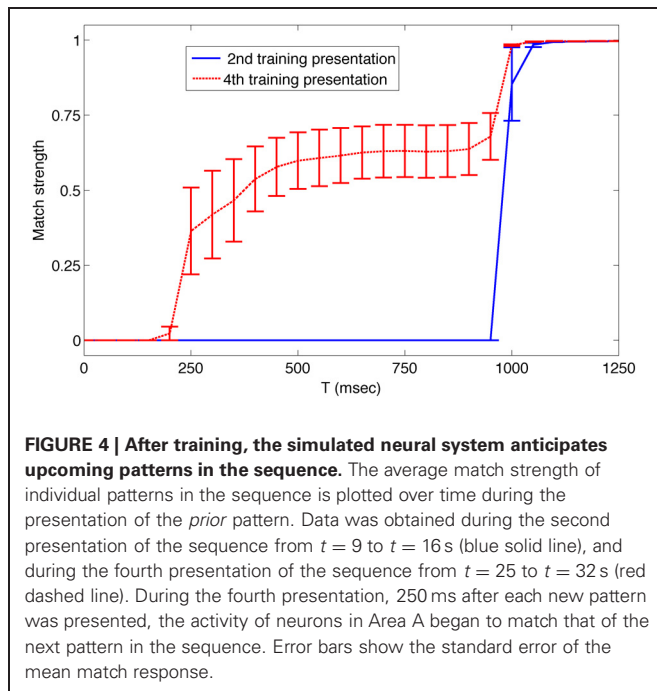 1
0.75
0.5
0.25
0
Match strength
2nd training presentation
4th training presentation
0 250 500 750 1000 1250
T (msec)
FIGURE 4 | After training, the simulated neural system anticipates
upcoming patterns in the sequence. The average match strength of
individual patterns in the sequence is plotted over time during the
presentation of the prior pattern. Data was obtained during the second
presentation of the sequence from t = 9 to t = 16 s (blue solid line), and
during the fourth presentation of the sequence from t = 25 to t = 32 s (red
dashed line). During the fourth presentation, 250 ms after each new pattern
was presented, the activity of neurons in Area A began to match that of the
next pattern in the sequence. Error bars show the standard error of the
mean match response.